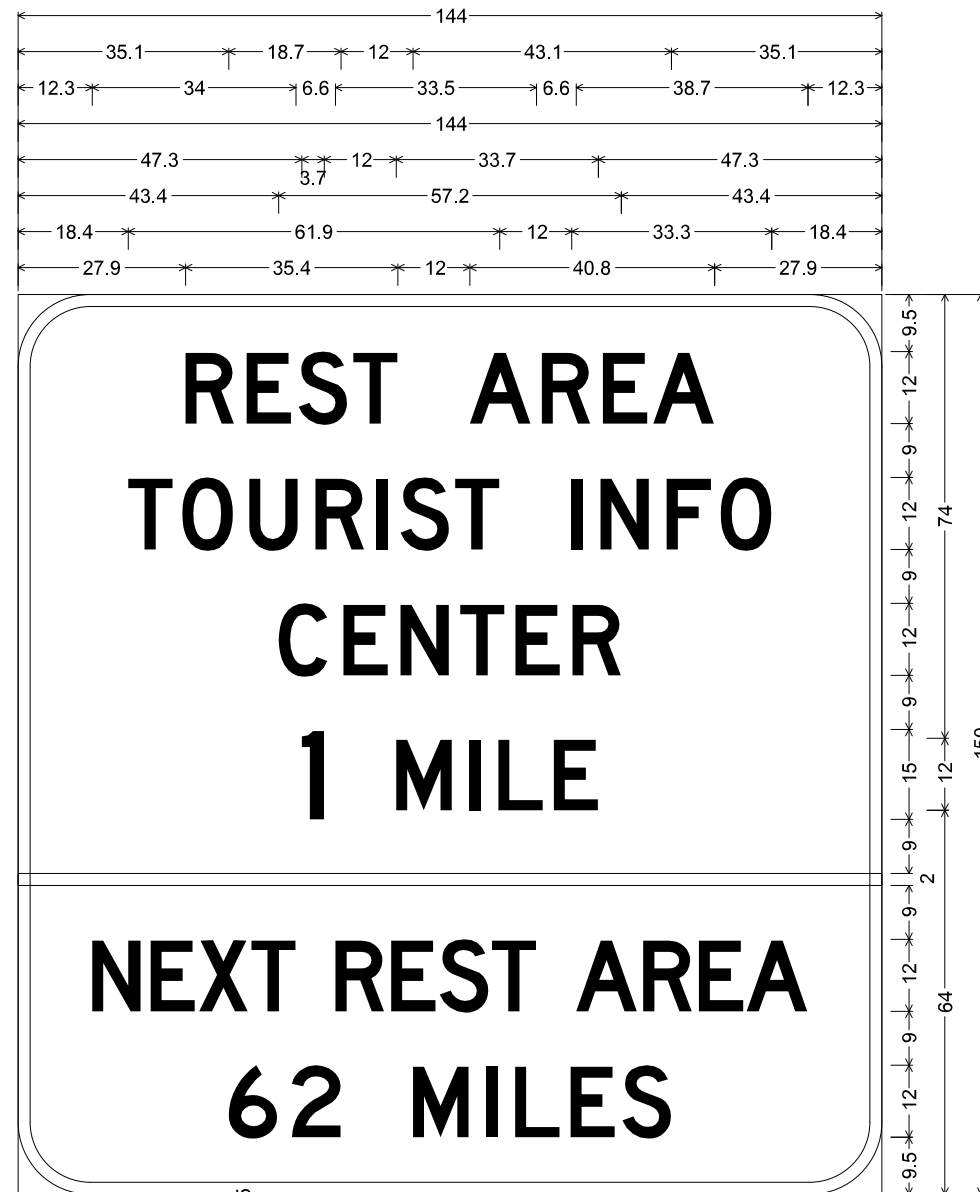 144
35.1 18.7 12 43.1 35.1
12.3 34 6.6 33.5 6.6 38.7 12.3
144
47.3 3.7 12 33.7 47.3
43.4 57.2 43.4
18.4 61.9 12 33.3 18.4
27.9 35.4 12 40.8 27.9
REST AREA
TOURIST INFO
CENTER
1 MILE
NEXT REST AREA
62 MILES
9.5
12
9
12
9
12
9
15
9
2
9
12
9
12
9.5
74
12
64